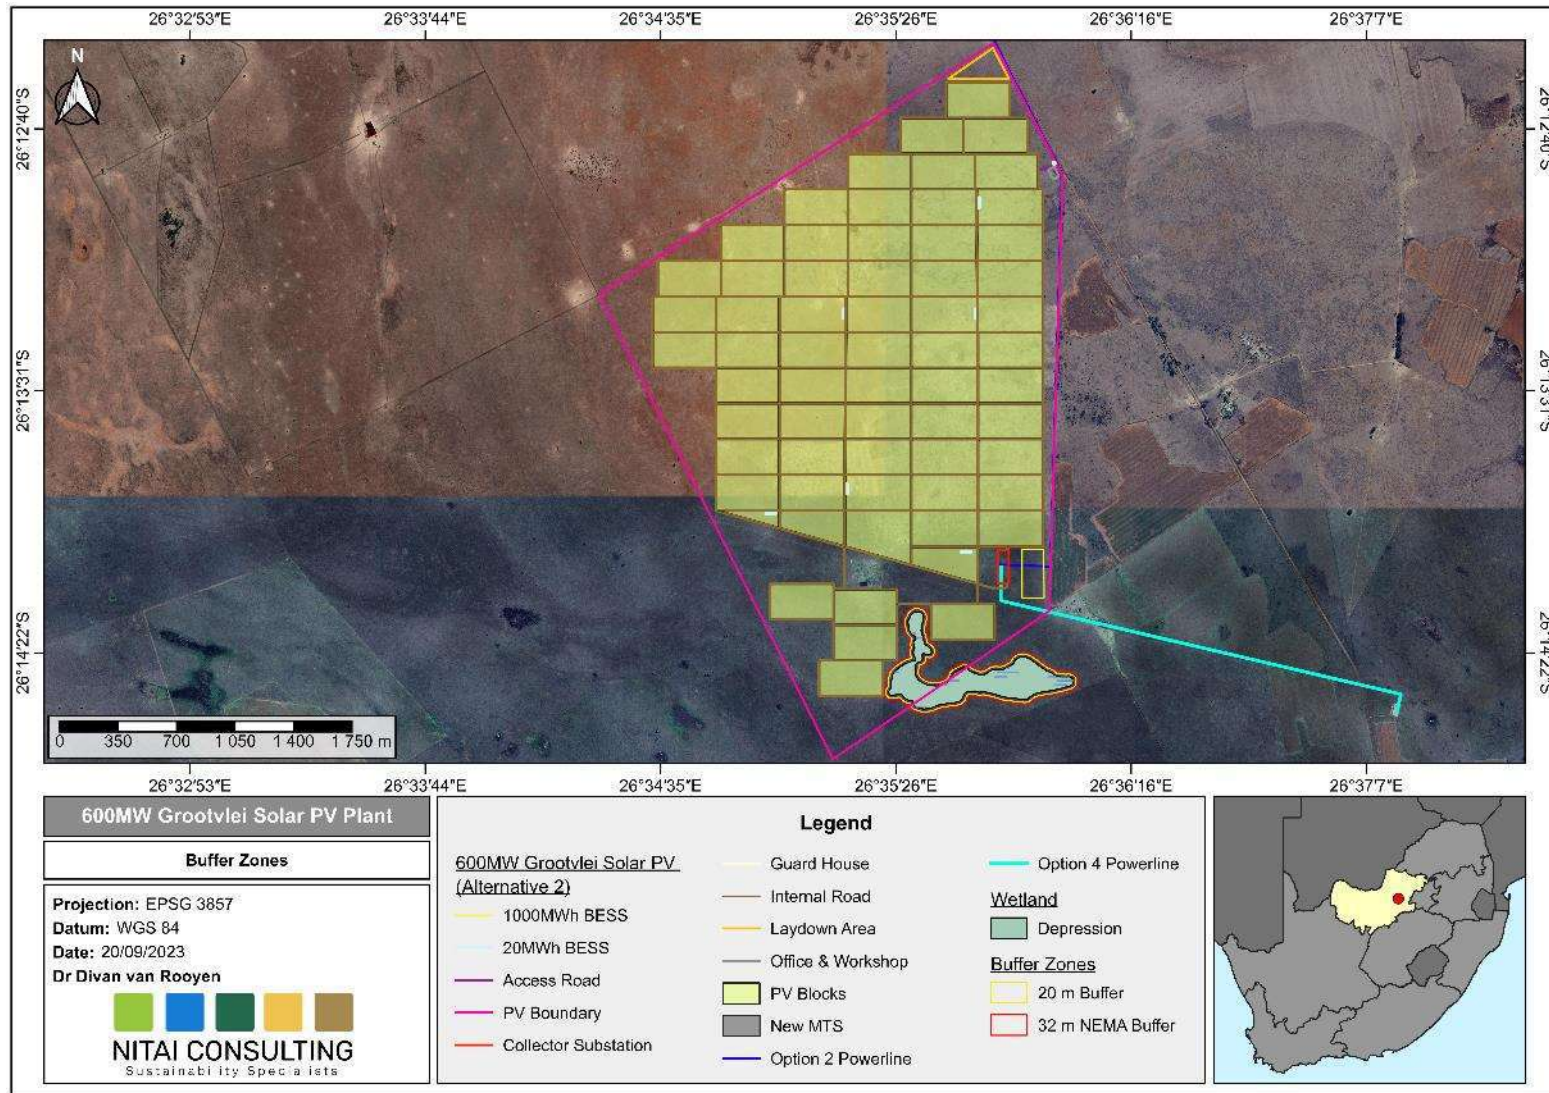 26°32'53"E 26°33'44"E 26°34'35"E 26°35'26"E 26°36'16"E 26°37'7"E
N
26°12'40"S 26°12'40"S
26°13'31"S 26°13'31"S
26°14'22"S 26°14'22"S
0 350 700 1 050 1 400 1 750 m
26°32'53"E 26°33'44"E 26°34'35"E 26°35'26"E 26°36'16"E 26°37'7"E
600MW Grootvlei Solar PV Plant
Buffer Zones
Projection: EPSG 3857
Datum: WGS 84
Date: 20/09/2023
Dr Divan van Rooyen
NITAI CONSULTING
Sustainability Specialists
Legend
600MW Grootvlei Solar PV
(Alternative 2)
1000MWh BESS
20MWh BESS
Access Road
PV Boundary
Collector Substation
Guard House
Internal Road
Laydown Area
Office & Workshop
PV Blocks
New MTS
Option 2 Powerline
Option 4 Powerline
Wetland
Depression
Buffer Zones
20 m Buffer
32 m NEMA Buffer